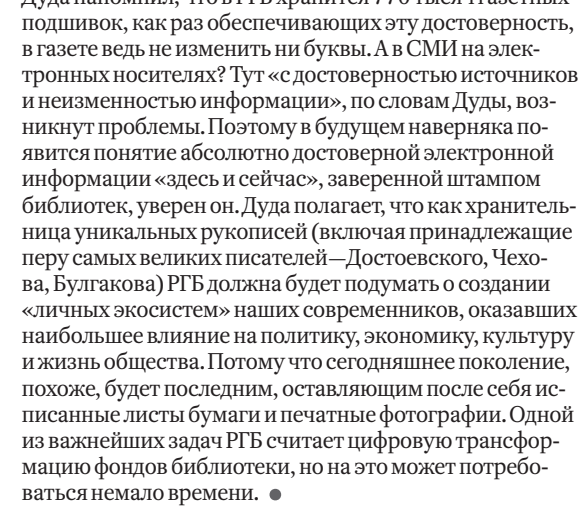 подшивок, как раз обеспечивающих эту достоверность,
в газете ведь не изменить ни буквы. А в СМИ на элек-
тронных носителях? Тут «с достоверностью источников
и неизменностью информации», по словам Дуды, воз-
никнут проблемы. Поэтому в будущем наверняка по-
явится понятие абсолютно достоверной электронной
информации «здесь и сейчас», заверенной штампом
библиотек, уверен он. Дуда полагает, что как хранитель-
ница уникальных рукописей (включая принадлежащие
перу самых великих писателей—Достоевского, Чехо-
ва, Булгакова) РГБ должна будет подумать о создании
«личных экосистем» наших современников, оказавших
наибольшее влияние на политику, экономику, культуру
и жизнь общества. Потому что сегодняшнее поколение,
похоже, будет последним, оставляющим после себя ис-
писанные листы бумаги и печатные фотографии. Одной
из важнейших задач РГБ считает цифровую трансфор-
мацию фондов библиотеки, но на это может потребо-
ваться немало времени. ●